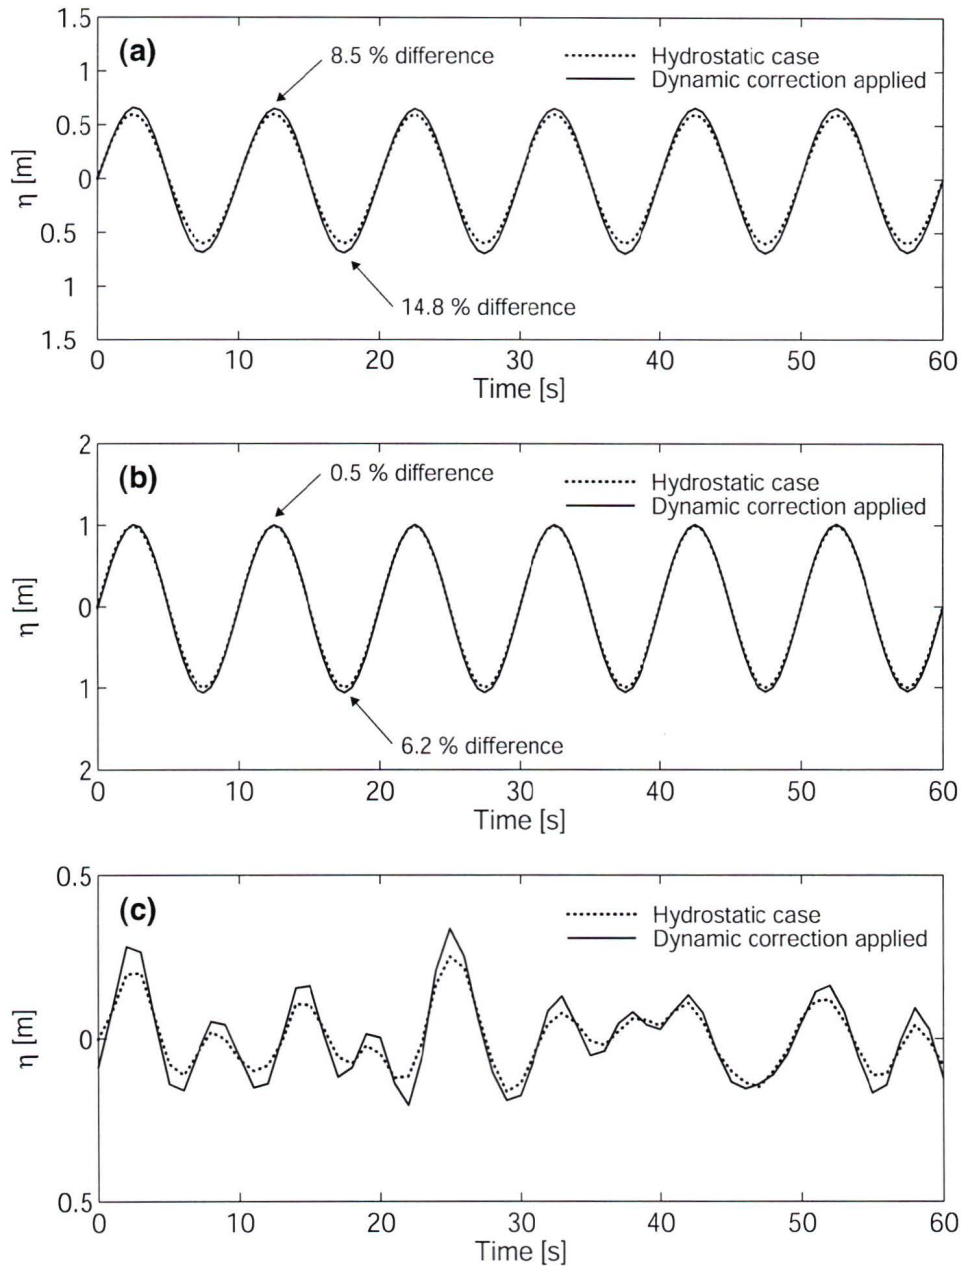 1.5
(a)
8.5 % difference
Hydrostatic case
1
Dynamic correction applied
0.5
0
η [m]
0.5
1
14.8 % difference
1.5
0 10 20 30 40 50 60
Time [s]
2
(b)
0.5 % difference
Hydrostatic case
Dynamic correction applied
1
0
η [m]
1
6.2 % difference
2
0 10 20 30 40 50 60
Time [s]
0.5
(c)
Hydrostatic case
Dynamic correction applied
0
η [m]
0.5
0 10 20 30 40 50 60
Time [s]